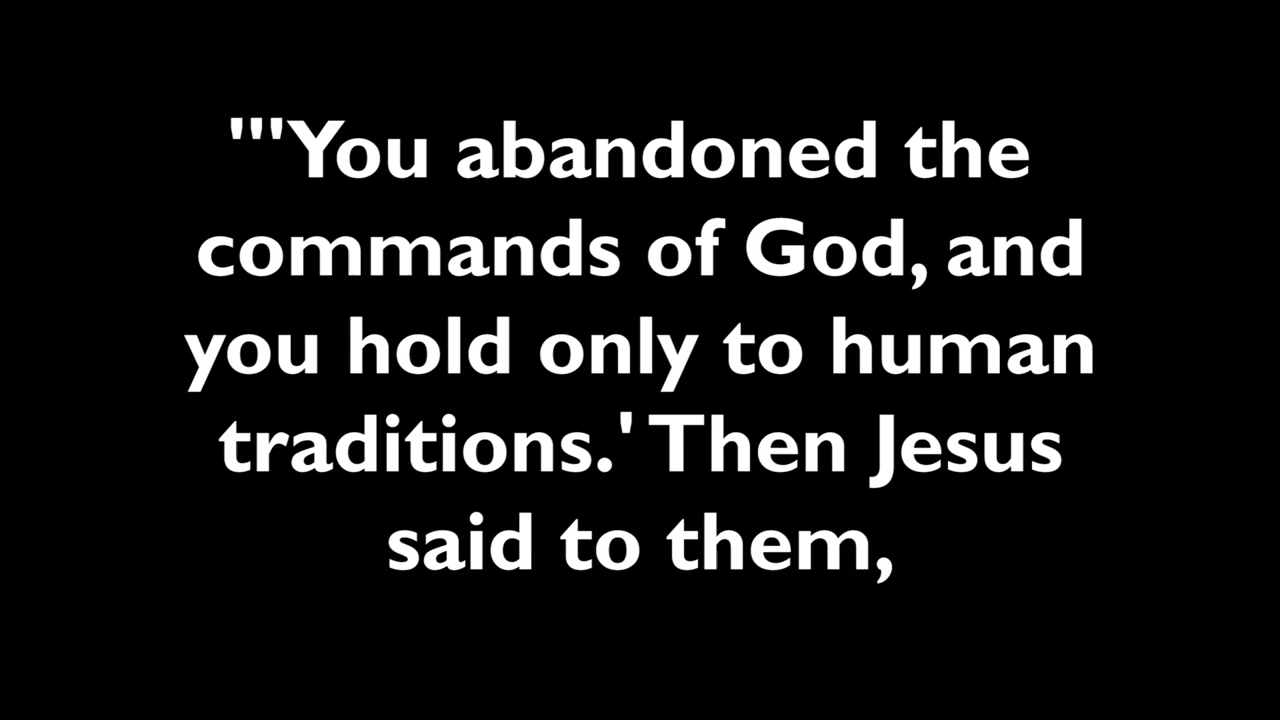 "'You abandoned the
commands of God, and
you hold only to human
traditions.' Then Jesus
said to them,